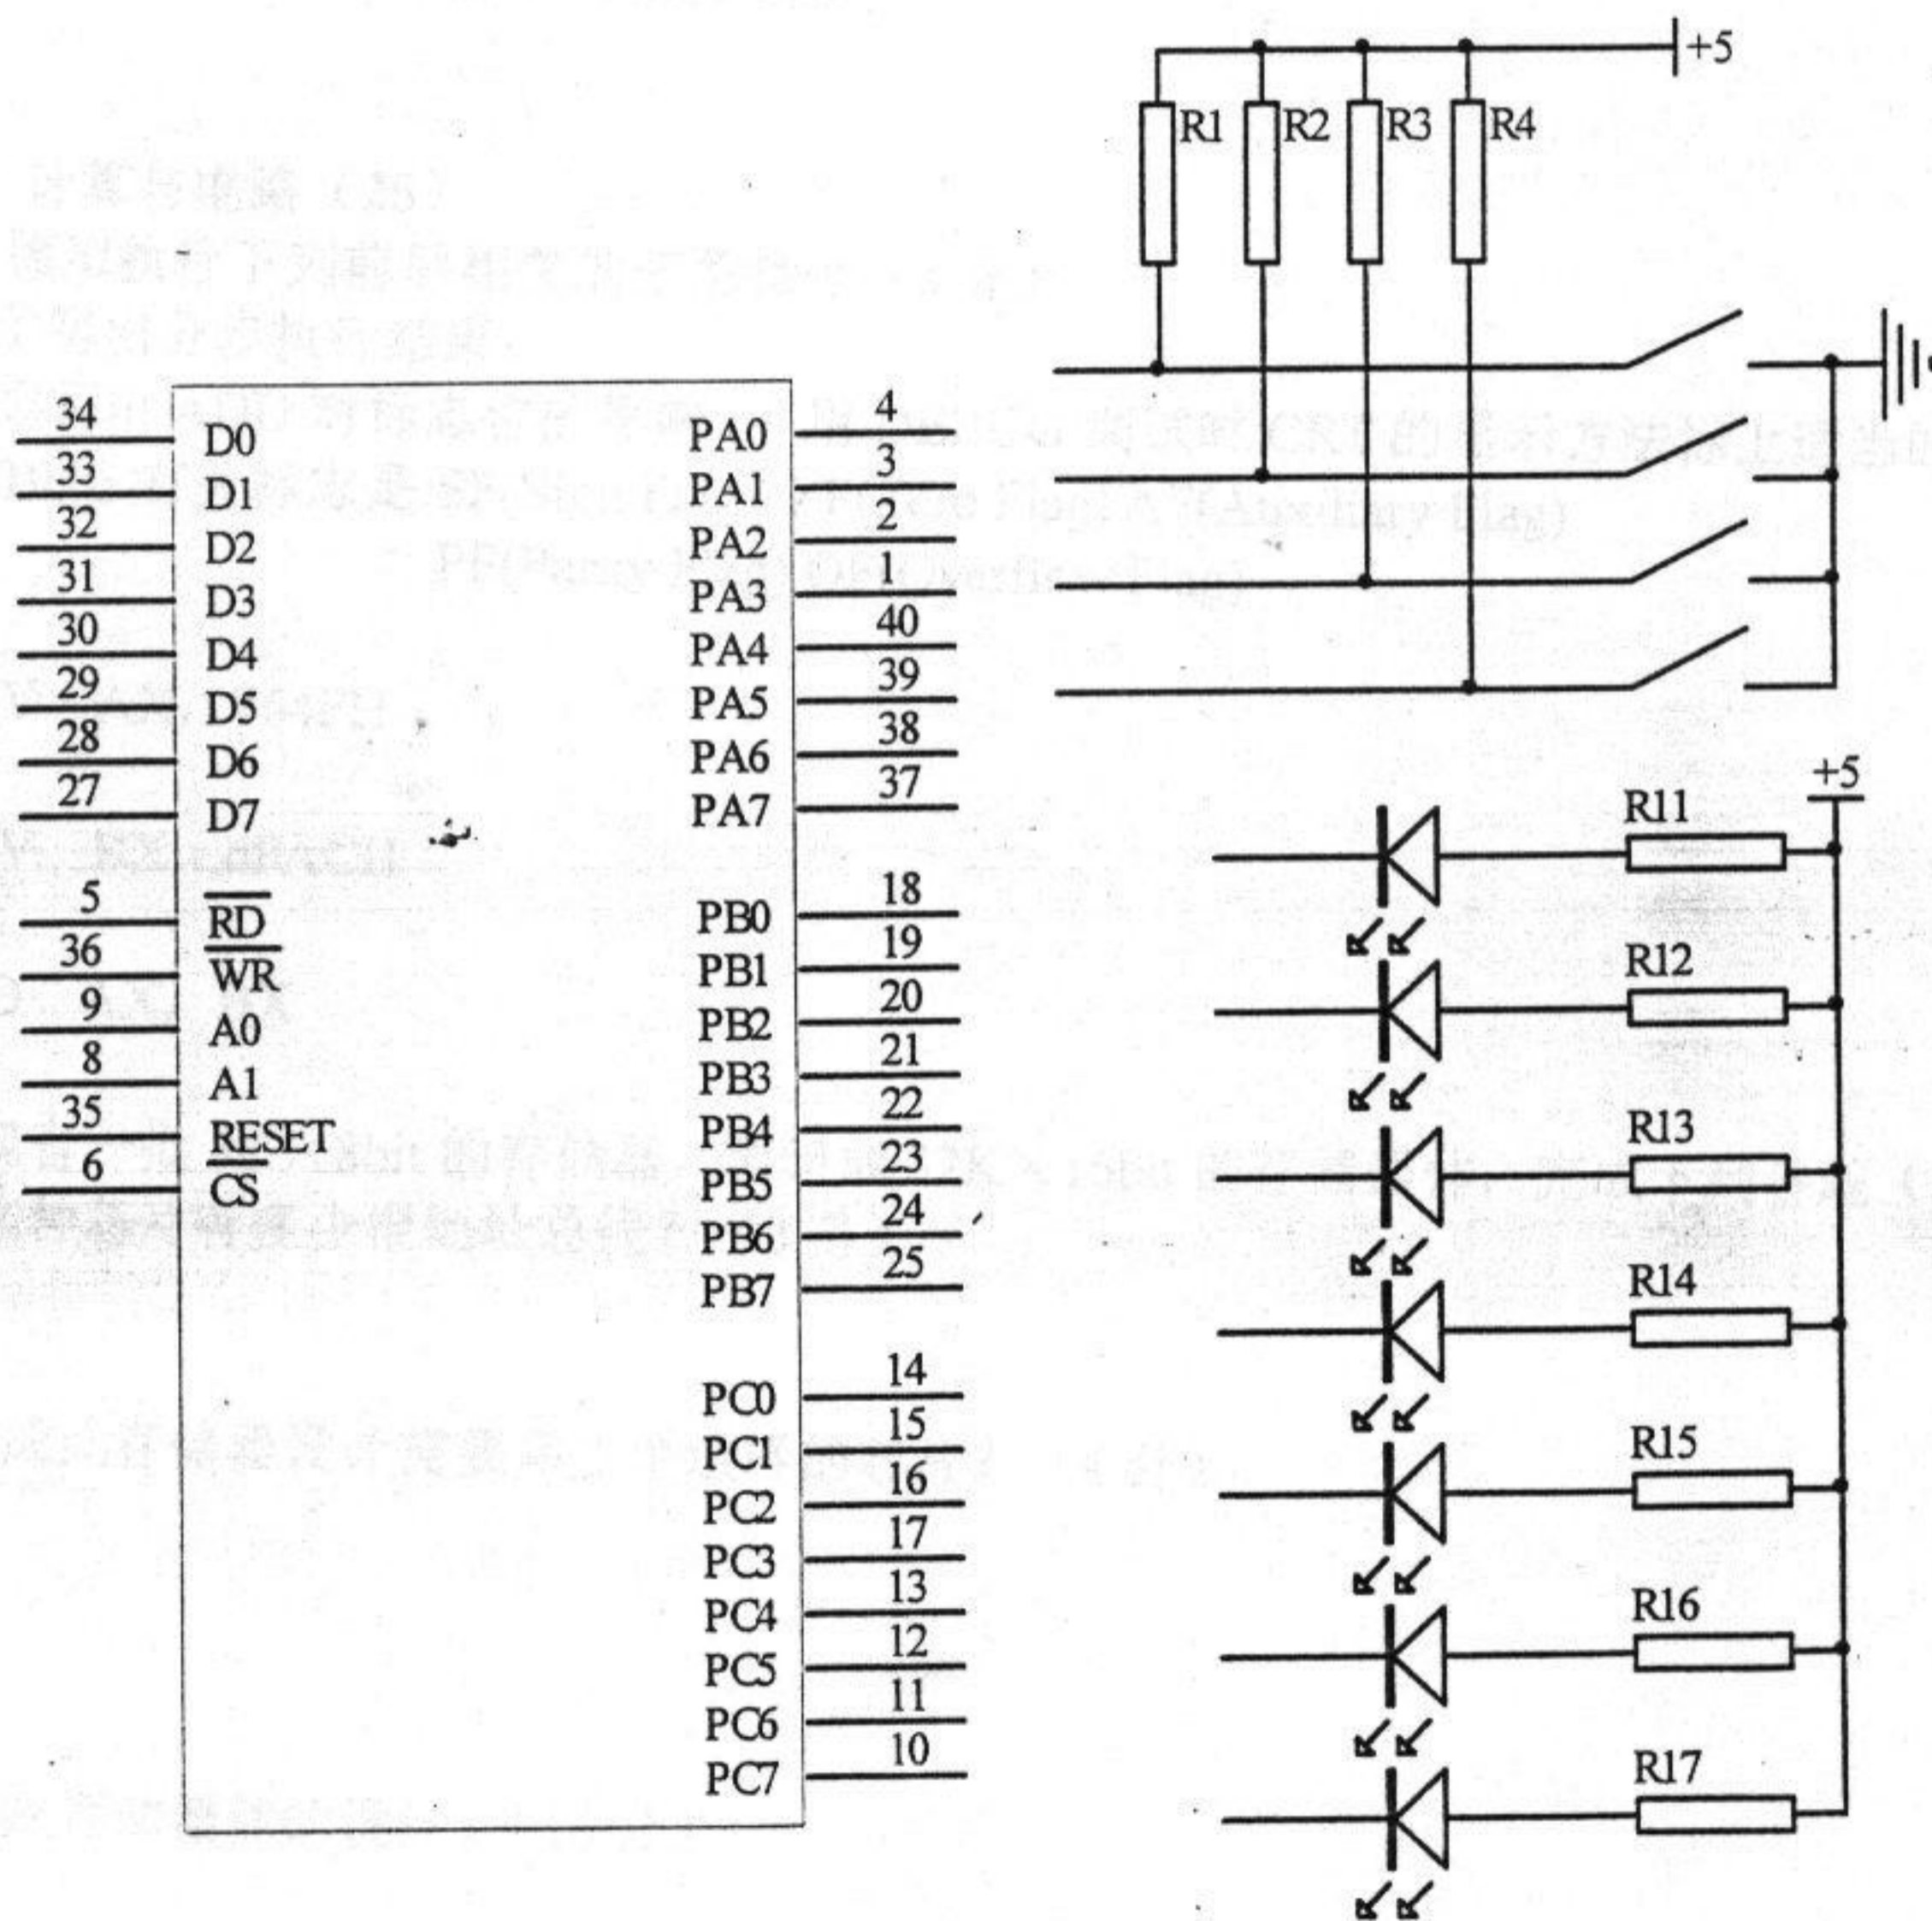 +5
R1 R2 R3 R4
34 D0
33 D1
32 D2
31 D3
30 D4
29 D5
28 D6
27 D7
5 RD
36 WR
9 A0
8 A1
35 RESET
6 CS
PA0 4
PA1 3
PA2 2
PA3 1
PA4 40
PA5 39
PA6 38
PA7 37
PB0 18
PB1 19
PB2 20
PB3 21
PB4 22
PB5 23
PB6 24
PB7 25
PC0 14
PC1 15
PC2 16
PC3 17
PC4 13
PC5 12
PC6 11
PC7 10
+5
R11
R12
R13
R14
R15
R16
R17